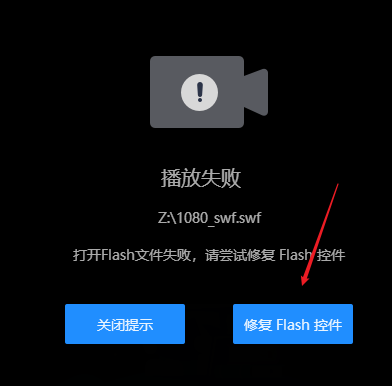 播放失败
Z:\1080_swf.swf
打开Flash文件失败，请尝试修复 Flash 控件
关闭提示
修复 Flash 控件